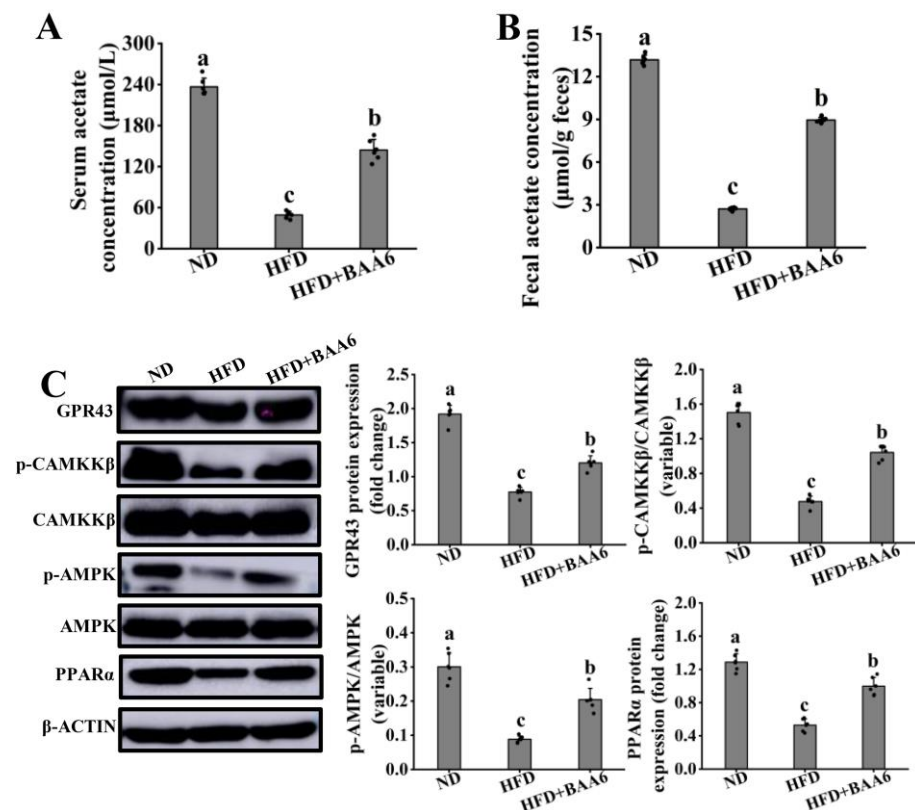 A
Serum acetate
concentration (μmol/L)
300
240
180
120
60
0
a
c
b
ND
HFD
HFD+BAA6
B
Fecal acetate concentration
(μmol/g feces)
15
12
9
6
3
0
a
c
b
ND
HFD
HFD+BAA6
C
ND
HFD
HFD+BAA6
GPR43
p-CAMKKβ
CAMKKβ
p-AMPK
AMPK
PPARα
β-ACTIN
GPR43 protein expression
(fold change)
2.5
2.0
1.5
1.0
0.5
0.0
a
c
b
ND
HFD
HFD+BAA6
p-CAMKKβ/CAMKKβ
(variable)
2.0
1.6
1.2
0.8
0.4
0.0
a
c
b
ND
HFD
HFD+BAA6
p-AMPK/AMPK
(variable)
0.5
0.4
0.3
0.2
0.1
0.0
a
c
b
ND
HFD
HFD+BAA6
PPARα protein
expression (fold change)
2.0
1.6
1.2
0.8
0.4
0.0
a
c
b
ND
HFD
HFD+BAA6